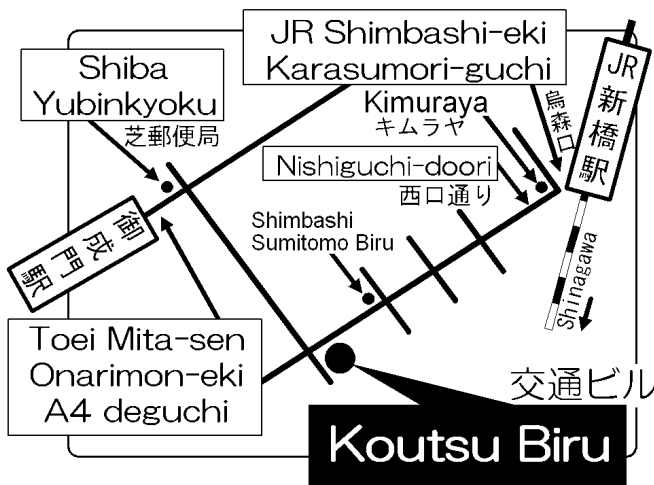 JR Shimbashi-eki
Karasumori-guchi
Shiba
Yubinkyoku
芝郵便局
Kimuraya
キムラヤ
烏森口
JR新橋駅
Nishiguchi-doori
西口通り
Shimbashi
Sumitomo Biru
御成門駅
Shinagawa
Toei Mita-sen
Onarimon-eki
A4 deguchi
交通ビル
Koutsu Biru